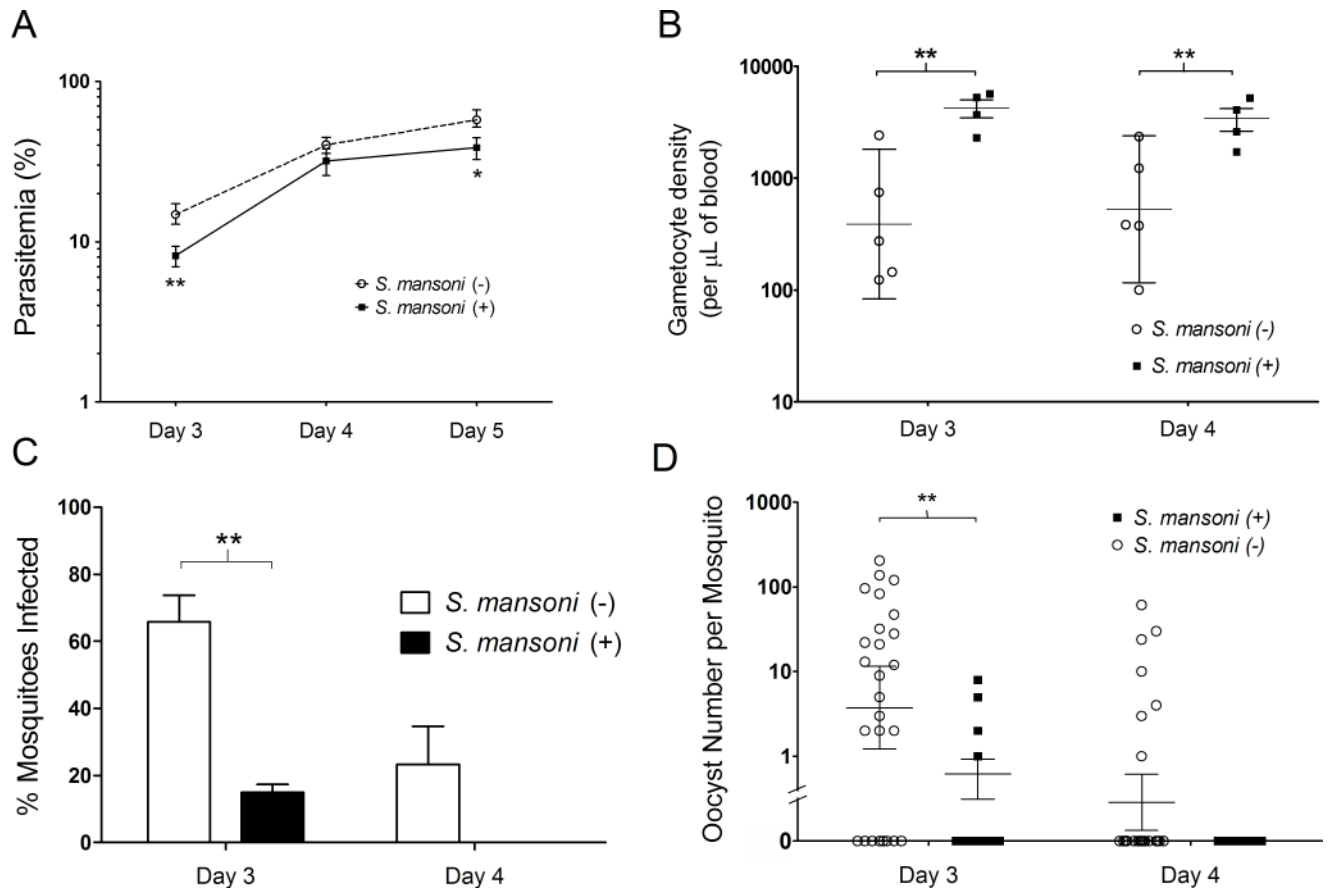 A
Parasitemia (%)
100
10
1
**
*
S. mansoni (-)
S. mansoni (+)
Day 3
Day 4
Day 5
B
Gametocyte density
(per μL of blood)
10000
1000
100
10
**
**
S. mansoni (-)
S. mansoni (+)
Day 3
Day 4
C
% Mosquitoes Infected
100
80
60
40
20
0
**
S. mansoni (-)
S. mansoni (+)
Day 3
Day 4
D
Oocyst Number per Mosquito
1000
100
10
1
0
**
S. mansoni (+)
S. mansoni (-)
Day 3
Day 4